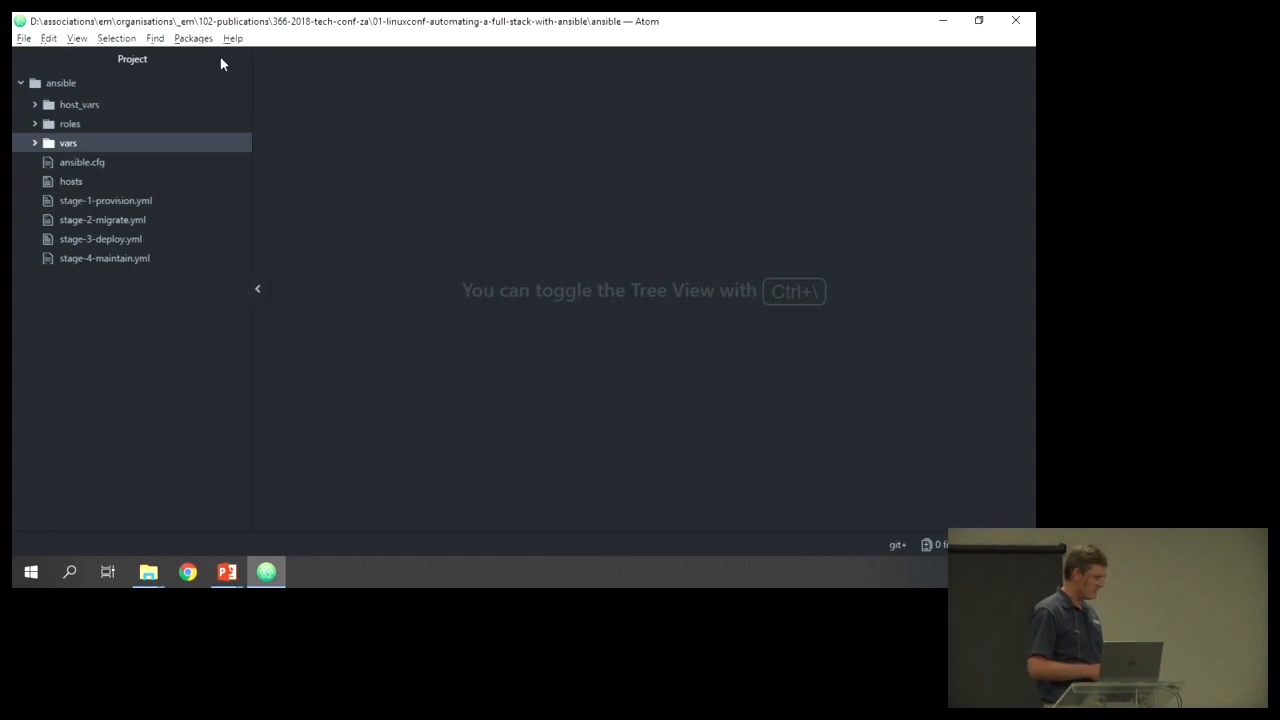 D:\associations\em\organisations\_em\102-publications\366-2018-tech-conf-za\01-linuxconf-automating-a-full-stack-with-ansible\ansible — Atom
File Edit View Selection Find Packages Help
Project
ansible
host_vars
roles
vars
ansible.cfg
hosts
stage-1-provision.yml
stage-2-migrate.yml
stage-3-deploy.yml
stage-4-maintain.yml
You can toggle the Tree View with Ctrl+\
git+ 0 fi